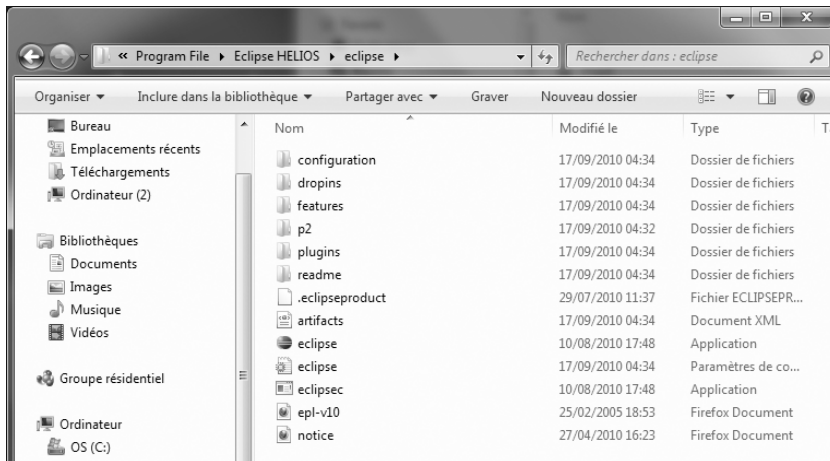 « Program File ▸ Eclipse HELIOS ▸ eclipse ▸
Rechercher dans : eclipse
Organiser Inclure dans la bibliothèque Partager avec Graver Nouveau dossier
Bureau
Emplacements récents
Téléchargements
Ordinateur (2)
Bibliothèques
Documents
Images
Musique
Vidéos
Groupe résidentiel
Ordinateur
OS (C:)
Nom Modifié le Type T
configuration 17/09/2010 04:34 Dossier de fichiers
dropins 17/09/2010 04:34 Dossier de fichiers
features 17/09/2010 04:34 Dossier de fichiers
p2 17/09/2010 04:32 Dossier de fichiers
plugins 17/09/2010 04:34 Dossier de fichiers
readme 17/09/2010 04:34 Dossier de fichiers
.eclipseproduct 29/07/2010 11:37 Fichier ECLIPSEPR...
artifacts 17/09/2010 04:34 Document XML
eclipse 10/08/2010 17:48 Application
eclipse 17/09/2010 04:34 Paramètres de co...
eclipsec 10/08/2010 17:48 Application
epl-v10 25/02/2005 18:53 Firefox Document
notice 27/04/2010 16:23 Firefox Document